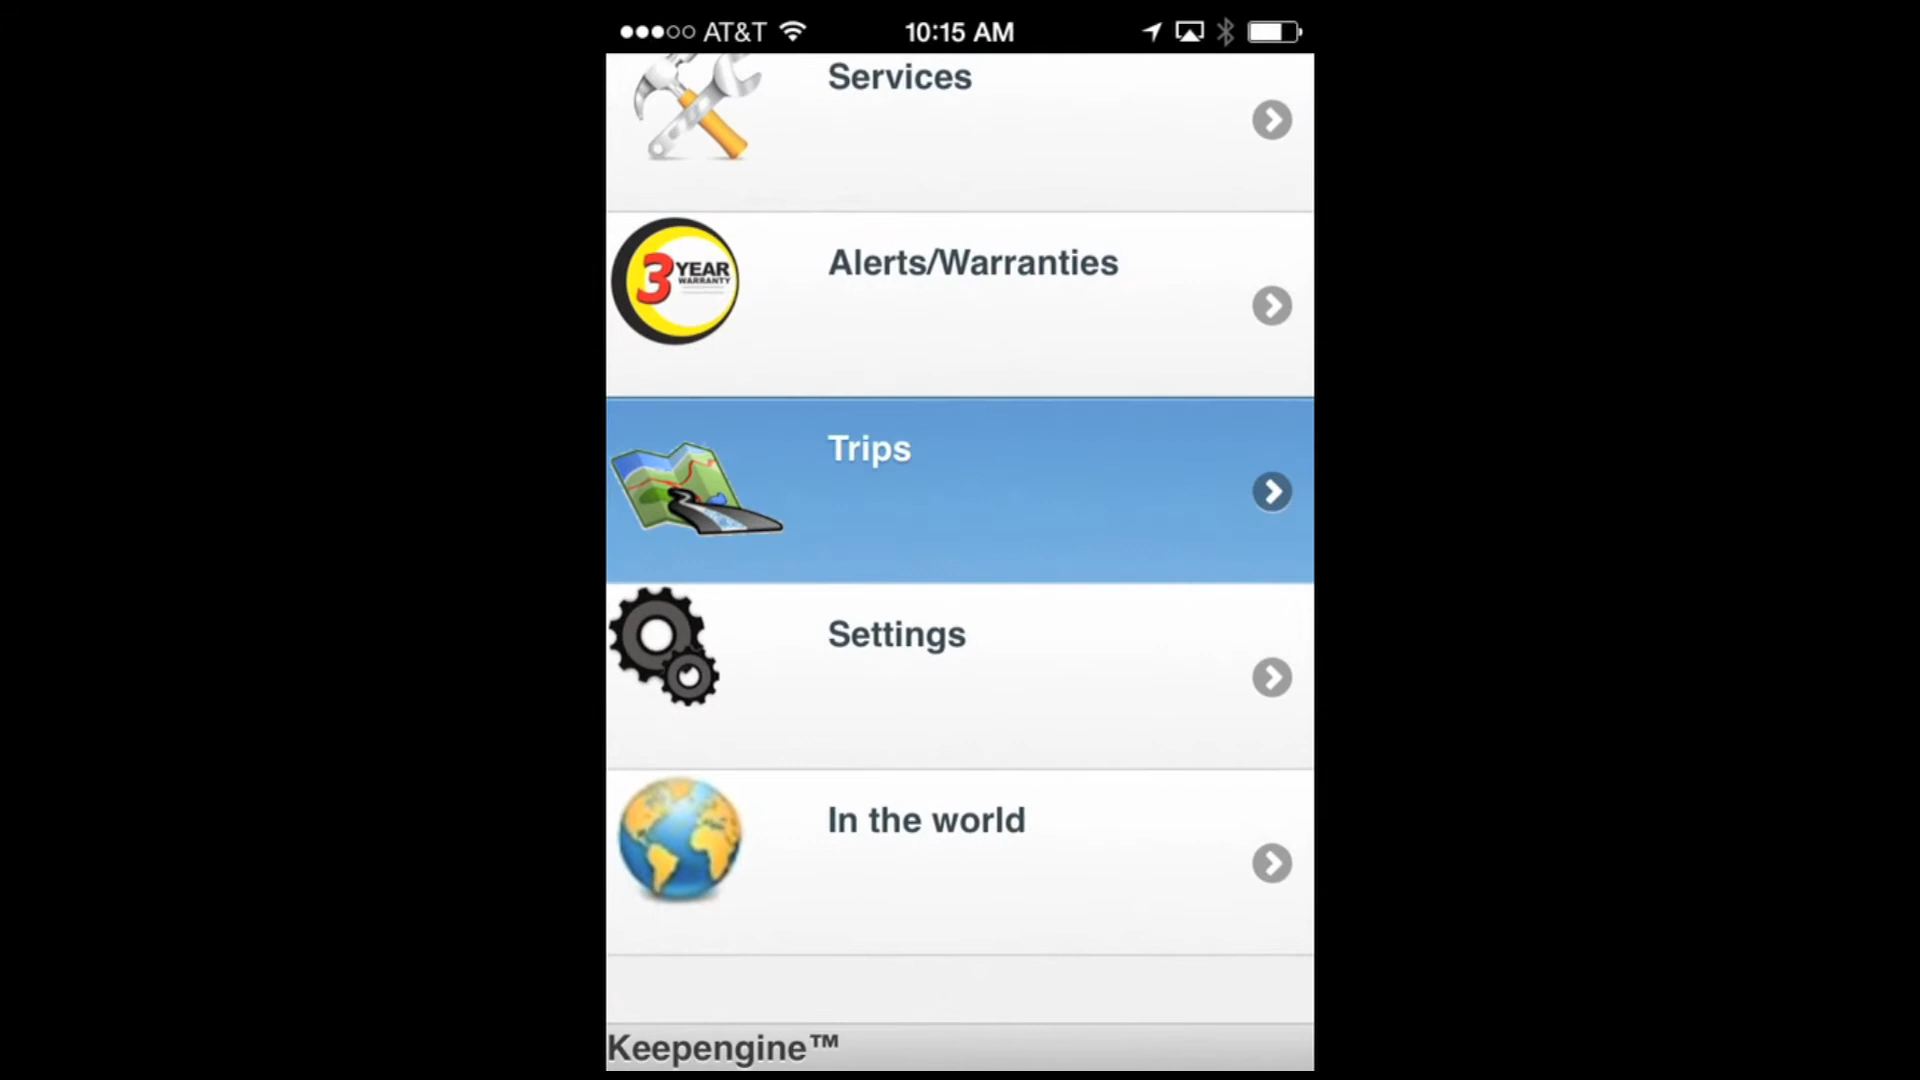 AT&T 10:15 AM
Services
3 YEAR
WARRANTY
Alerts/Warranties
Trips
Settings
In the world
Keepengine™